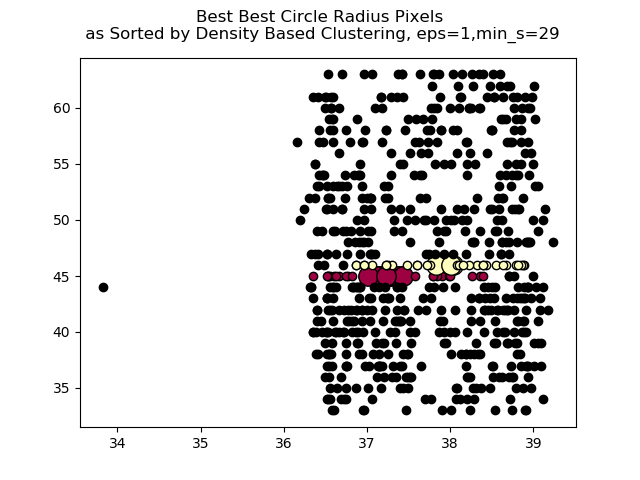 Best Best Circle Radius Pixels
as Sorted by Density Based Clustering, eps=1,min_s=29
60
55
50
45
40
35
34 35 36 37 38 39